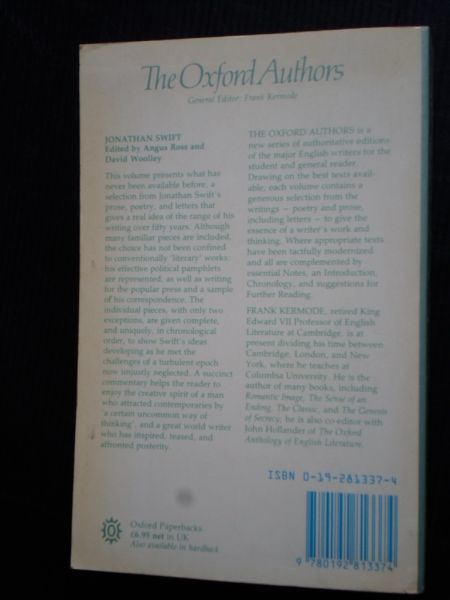 The Oxford Authors
General Editor: Frank Kermode
JONATHAN SWIFT
Edited by Angus Ross and
David Woolley
This volume presents what has
never been available before, a
selection from Jonathan Swift's
prose, poetry, and letters that
gives a real idea of the range of his
writing over fifty years. Although
many familiar pieces are included,
the choice has not been confined
to conventionally 'literary' works:
his effective political pamphlets
are represented, as well as writing
for the popular press and a sample
of his correspondence. The
individual pieces, with only two
exceptions, are given complete,
and uniquely, in chronological
order, to show Swift's ideas
developing as he met the
challenges of a turbulent epoch
now unjustly neglected. A succinct
commentary helps the reader to
enjoy the creative spirit of a man
who attracted contemporaries by
'a certain uncommon way of
thinking', and a great world writer
who has inspired, teased, and
affronted posterity.
THE OXFORD AUTHORS is a
new series of authoritative editions
of the major English writers for the
student and general reader.
Drawing on the best texts avail-
able, each volume contains a
generous selection from the
writings – poetry and prose,
including letters – to give the
essence of a writer's work and
thinking. Where appropriate texts
have been tactfully modernized
and all are complemented by
essential Notes, an Introduction,
Chronology, and suggestions for
Further Reading.
FRANK KERMODE, retired King
Edward VII Professor of English
Literature at Cambridge, is at
present dividing his time between
Cambridge, London, and New
York, where he teaches at
Columbia University. He is the
author of many books, including
Romantic Image, The Sense of an
Ending, The Classic, and The Genesis
of Secrecy; he is also co-editor with
John Hollander of The Oxford
Anthology of English Literature.
ISBN 0-19-281337-4
9 780192 813374
Oxford Paperbacks
£6.95 net in UK
Also available in hardback